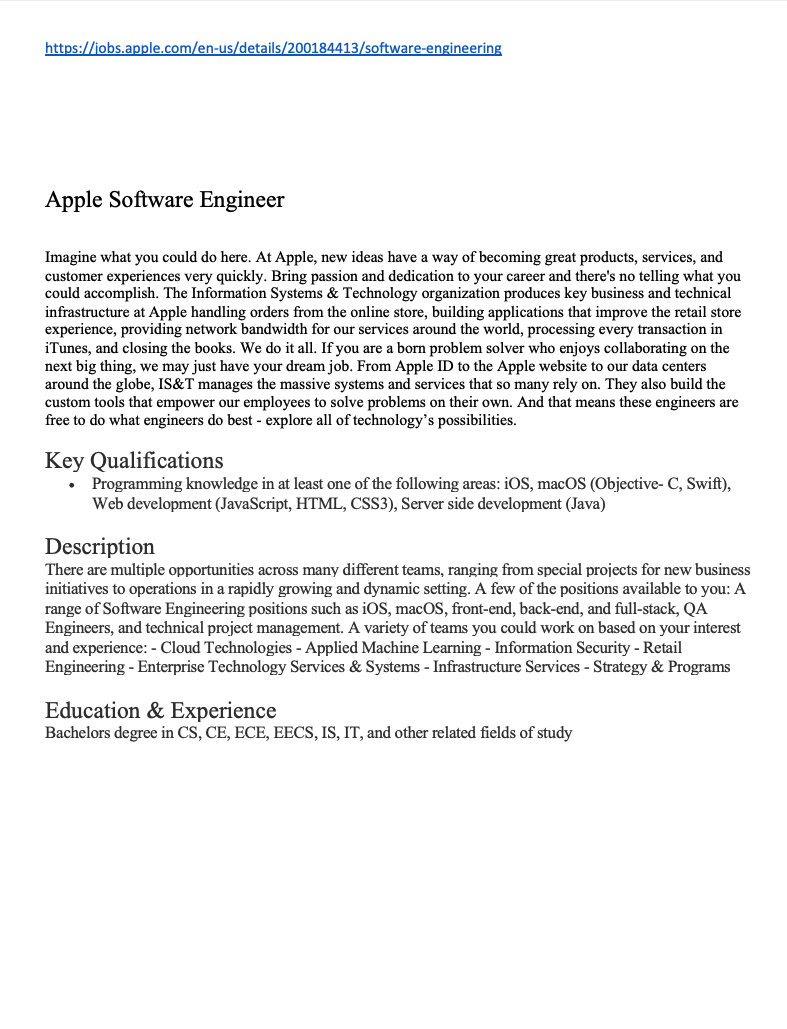 https://jobs.apple.com/en-us/details/200184413/software-engineering
Apple Software Engineer
Imagine what you could do here. At Apple, new ideas have a way of becoming great products, services, and
customer experiences very quickly. Bring passion and dedication to your career and there's no telling what you
could accomplish. The Information Systems & Technology organization produces key business and technical
infrastructure at Apple handling orders from the online store, building applications that improve the retail store
experience, providing network bandwidth for our services around the world, processing every transaction in
iTunes, and closing the books. We do it all. If you are a born problem solver who enjoys collaborating on the
next big thing, we may just have your dream job. From Apple ID to the Apple website to our data centers
around the globe, IS&T manages the massive systems and services that so many rely on. They also build the
custom tools that empower our employees to solve problems on their own. And that means these engineers are
free to do what engineers do best - explore all of technology’s possibilities.
Key Qualifications
• Programming knowledge in at least one of the following areas: iOS, macOS (Objective- C, Swift),
Web development (JavaScript, HTML, CSS3), Server side development (Java)
Description
There are multiple opportunities across many different teams, ranging from special projects for new business
initiatives to operations in a rapidly growing and dynamic setting. A few of the positions available to you: A
range of Software Engineering positions such as iOS, macOS, front-end, back-end, and full-stack, QA
Engineers, and technical project management. A variety of teams you could work on based on your interest
and experience: - Cloud Technologies - Applied Machine Learning - Information Security - Retail
Engineering - Enterprise Technology Services & Systems - Infrastructure Services - Strategy & Programs
Education & Experience
Bachelors degree in CS, CE, ECE, EECS, IS, IT, and other related fields of study